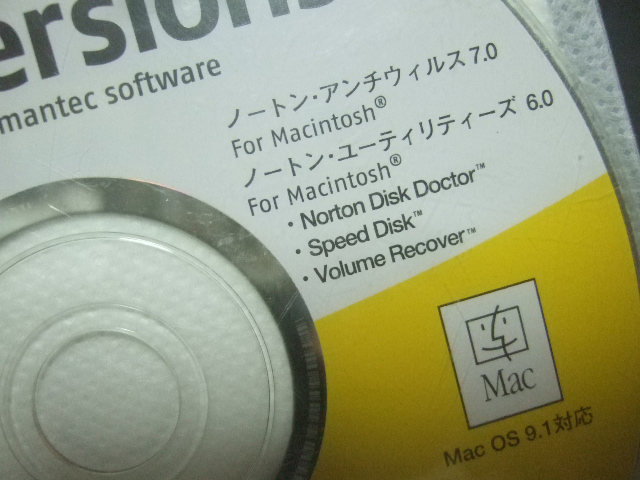 ersions
mantec software
ノートン・アンチウィルス 7.0
For Macintosh®
ノートン・ユーティリティーズ 6.0
For Macintosh®
・Norton Disk Doctor™
・Speed Disk™
・Volume Recover™
Mac
Mac OS 9.1対応